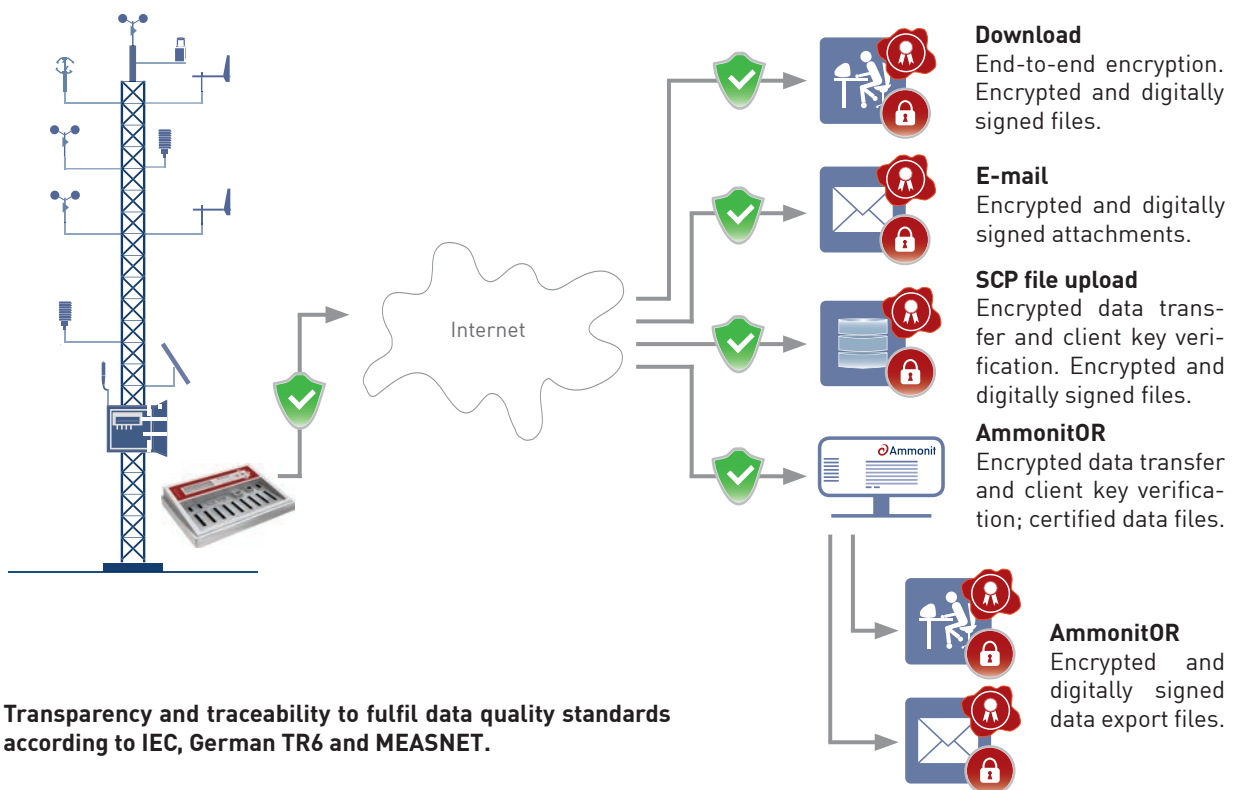 Download
End-to-end encryption.
Encrypted and digitally
signed files.
E-mail
Encrypted and digitally
signed attachments.
SCP file upload
Encrypted data trans-
fer and client key veri-
fication. Encrypted and
digitally signed files.
Internet
AmmonitOR
Encrypted data transfer
and client key verifica-
tion; certified data files.
Ammonit
AmmonitOR
Encrypted and
digitally signed
data export files.
Transparency and traceability to fulfil data quality standards
according to IEC, German TR6 and MEASNET.